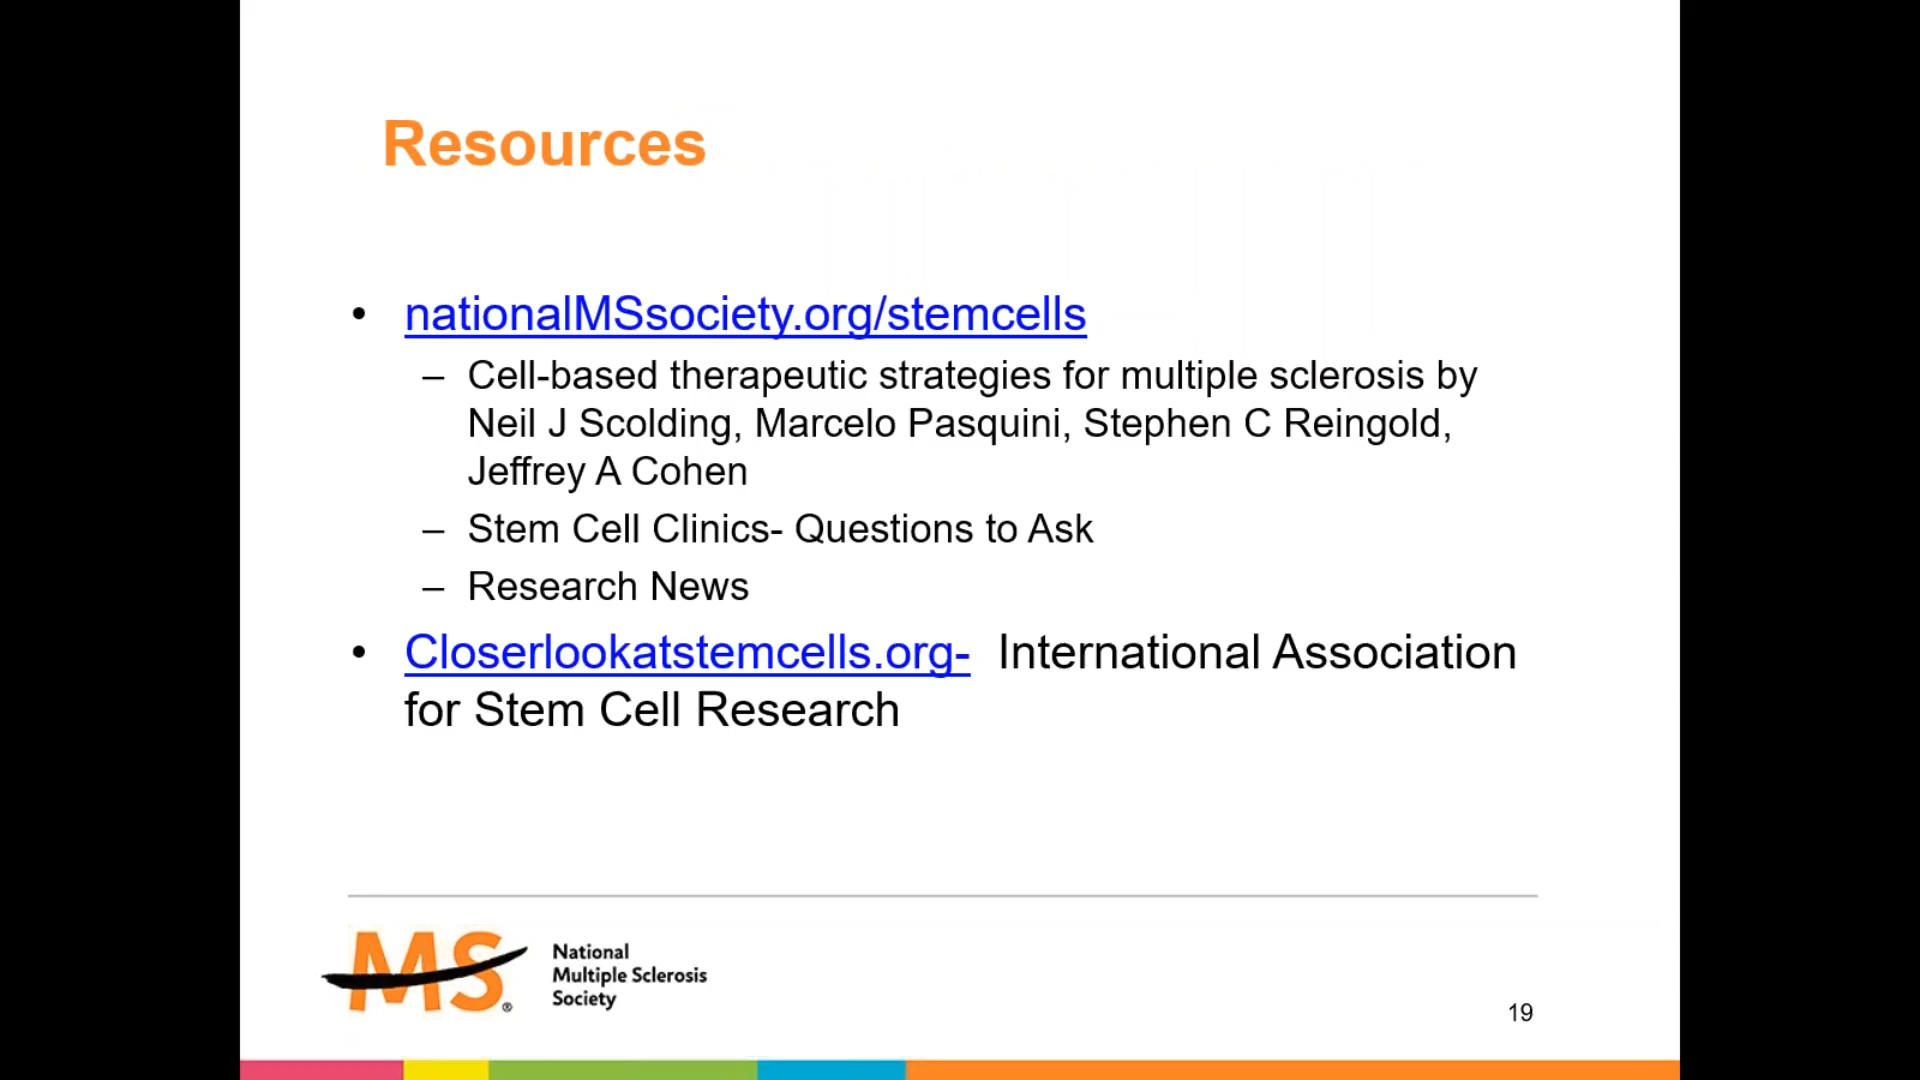 Resources
• nationalMSsociety.org/stemcells
– Cell-based therapeutic strategies for multiple sclerosis by
Neil J Scolding, Marcelo Pasquini, Stephen C Reingold,
Jeffrey A Cohen
– Stem Cell Clinics- Questions to Ask
– Research News
• Closerlookatstemcells.org- International Association
for Stem Cell Research
MS®
National
Multiple Sclerosis
Society
19